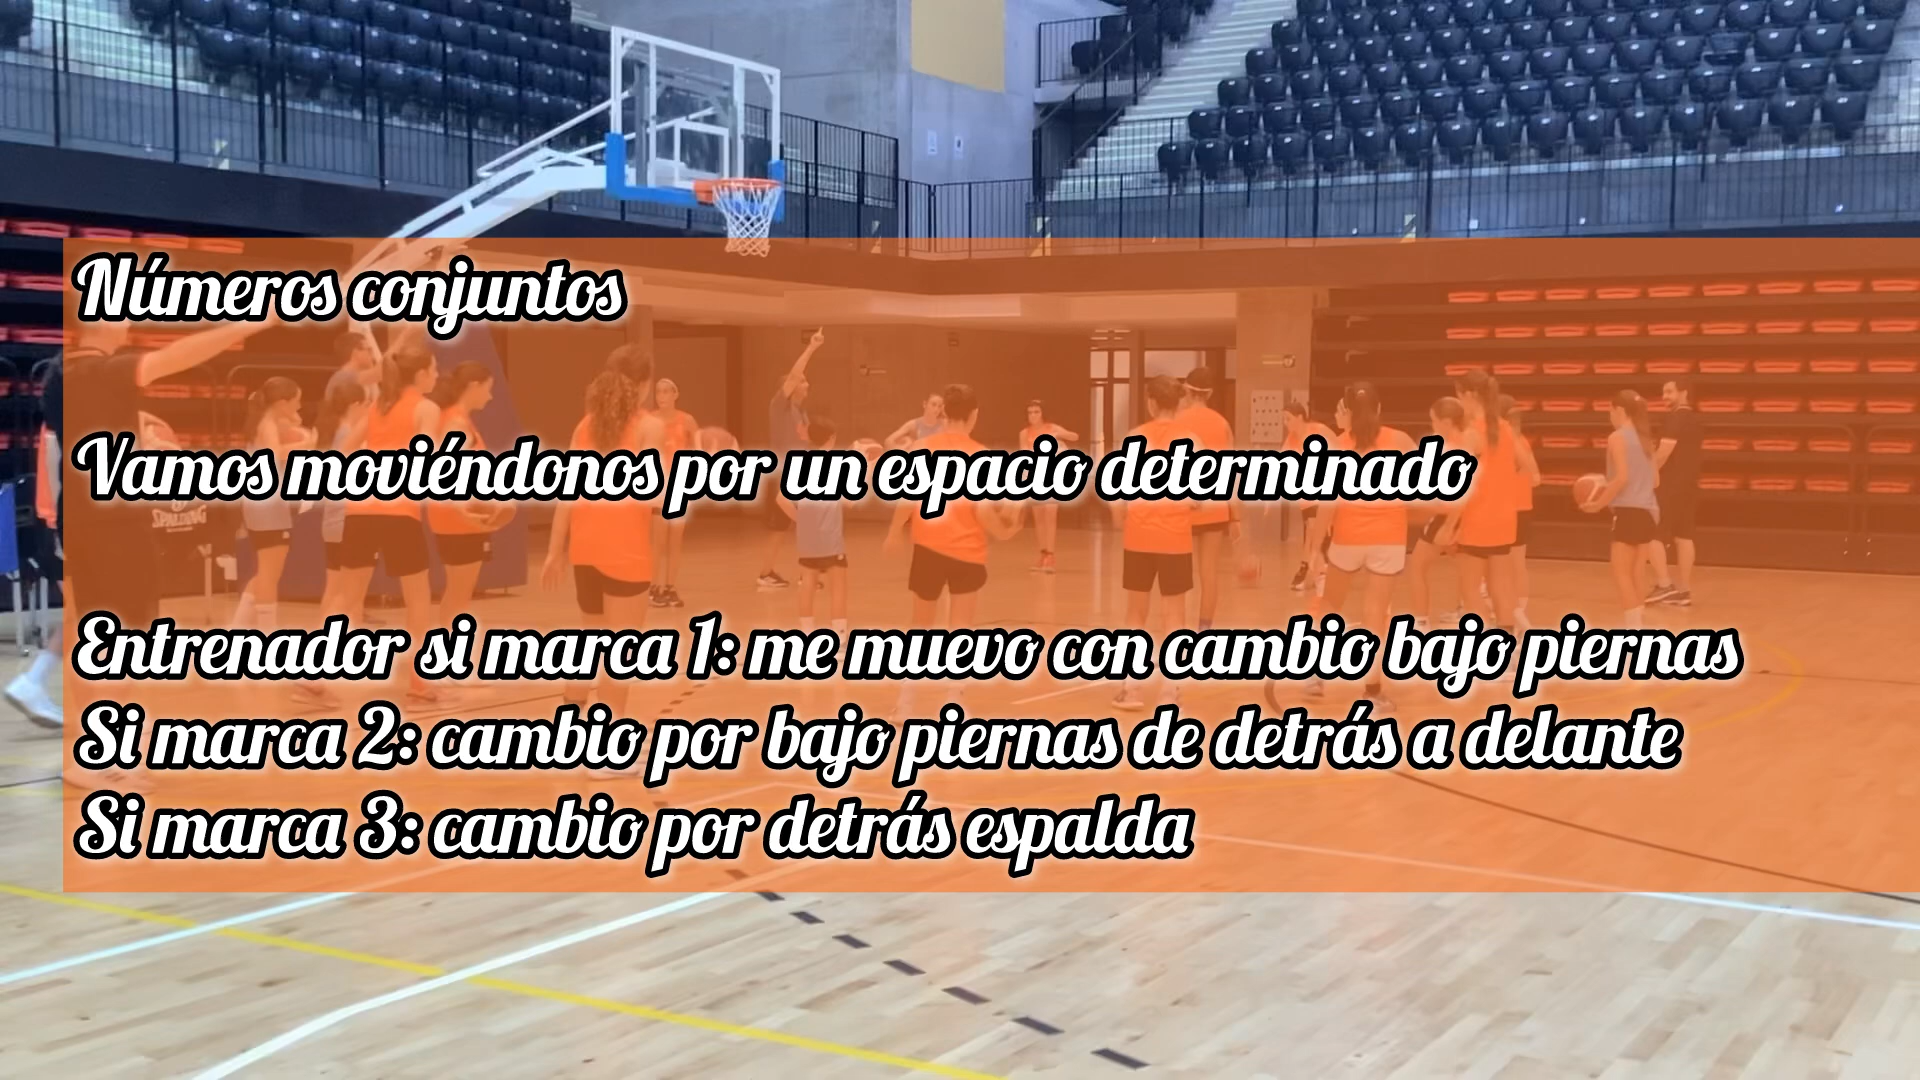 Números conjuntos
Vamos moviéndonos por un espacio determinado
Entrenador si marca 1: me muevo con cambio bajo piernas
Si marca 2: cambio por bajo piernas de detrás a delante
Si marca 3: cambio por detrás espalda
SPALDING